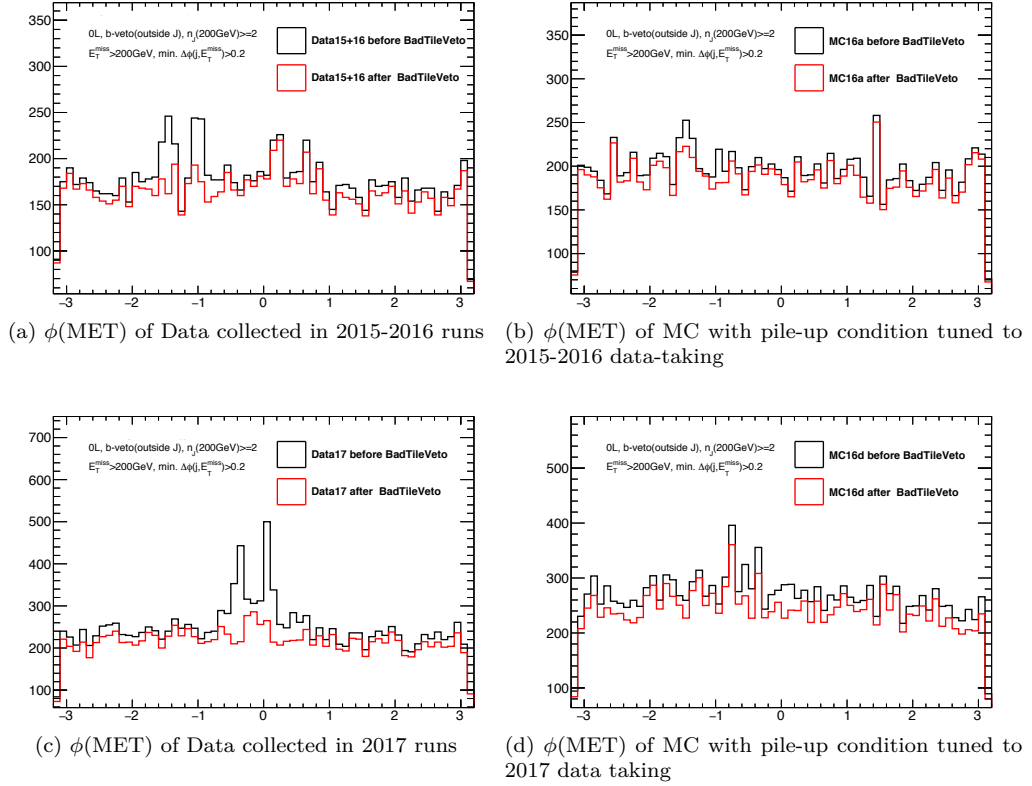 0L, b-veto(outside J), n_J(200GeV)>=2
E_T^miss>200GeV, min. Δϕ(j,E_T^miss)>0.2
Data15+16 before BadTileVeto
Data15+16 after BadTileVeto
350
300
250
200
150
100
−3 −2 −1 0 1 2 3
(a) ϕ(MET) of Data collected in 2015-2016 runs
0L, b-veto(outside J), n_J(200GeV)>=2
E_T^miss>200GeV, min. Δϕ(j,E_T^miss)>0.2
MC16a before BadTileVeto
MC16a after BadTileVeto
350
300
250
200
150
100
−3 −2 −1 0 1 2 3
(b) ϕ(MET) of MC with pile-up condition tuned to
2015-2016 data-taking
0L, b-veto(outside J), n_J(200GeV)>=2
E_T^miss>200GeV, min. Δϕ(j,E_T^miss)>0.2
Data17 before BadTileVeto
Data17 after BadTileVeto
700
600
500
400
300
200
100
−3 −2 −1 0 1 2 3
(c) ϕ(MET) of Data collected in 2017 runs
0L, b-veto(outside J), n_J(200GeV)>=2
E_T^miss>200GeV, min. Δϕ(j,E_T^miss)>0.2
MC16d before BadTileVeto
MC16d after BadTileVeto
500
400
300
200
100
−3 −2 −1 0 1 2 3
(d) ϕ(MET) of MC with pile-up condition tuned to
2017 data taking